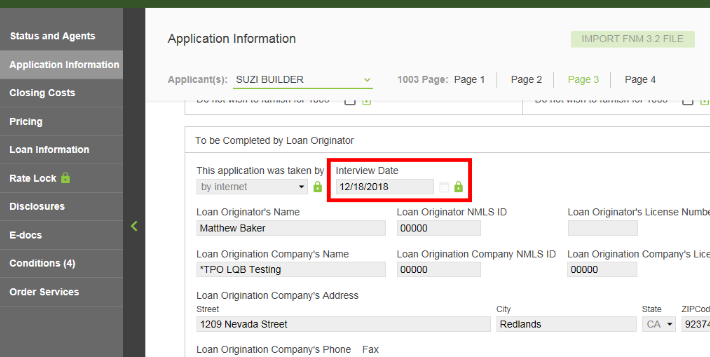 Status and Agents
Application Information
Closing Costs
Pricing
Loan Information
Rate Lock
Disclosures
E-docs
Conditions (4)
Order Services
Application Information
IMPORT FNM 3.2 FILE
Applicant(s): SUZI BUILDER
1003 Page: Page 1 Page 2 Page 3 Page 4
Do not wish to furnish for 1003 Do not wish to furnish for 1003
To be Completed by Loan Originator
This application was taken by Interview Date
by internet 12/18/2018
Loan Originator's Name Loan Originator NMLS ID Loan Originator's License Numbe
Matthew Baker 00000
Loan Origination Company's Name Loan Origination Company NMLS ID Loan Origination Company's Lice
*TPO LQB Testing 00000 00000
Loan Origination Company's Address
Street City State ZIPCod
1209 Nevada Street Redlands CA 92374
Loan Origination Company's Phone Fax